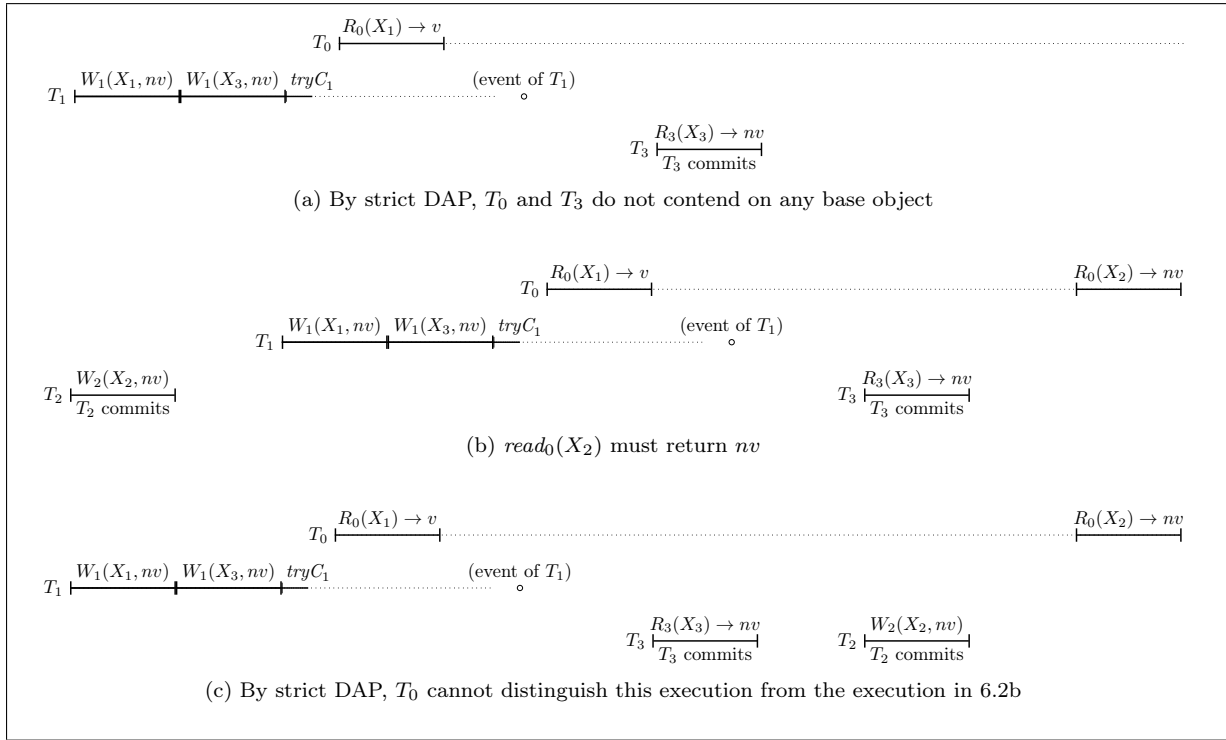 R₀(X₁) → v
T₀
W₁(X₁, nv) W₁(X₃, nv) tryC₁ (event of T₁)
T₁
R₃(X₃) → nv
T₃
T₃ commits
(a) By strict DAP, T₀ and T₃ do not contend on any base object
R₀(X₁) → v R₀(X₂) → nv
T₀
W₁(X₁, nv) W₁(X₃, nv) tryC₁ (event of T₁)
T₁
W₂(X₂, nv) R₃(X₃) → nv
T₂ T₃
T₂ commits T₃ commits
(b) read₀(X₂) must return nv
R₀(X₁) → v R₀(X₂) → nv
T₀
W₁(X₁, nv) W₁(X₃, nv) tryC₁ (event of T₁)
T₁
R₃(X₃) → nv W₂(X₂, nv)
T₃ T₂
T₃ commits T₂ commits
(c) By strict DAP, T₀ cannot distinguish this execution from the execution in 6.2b